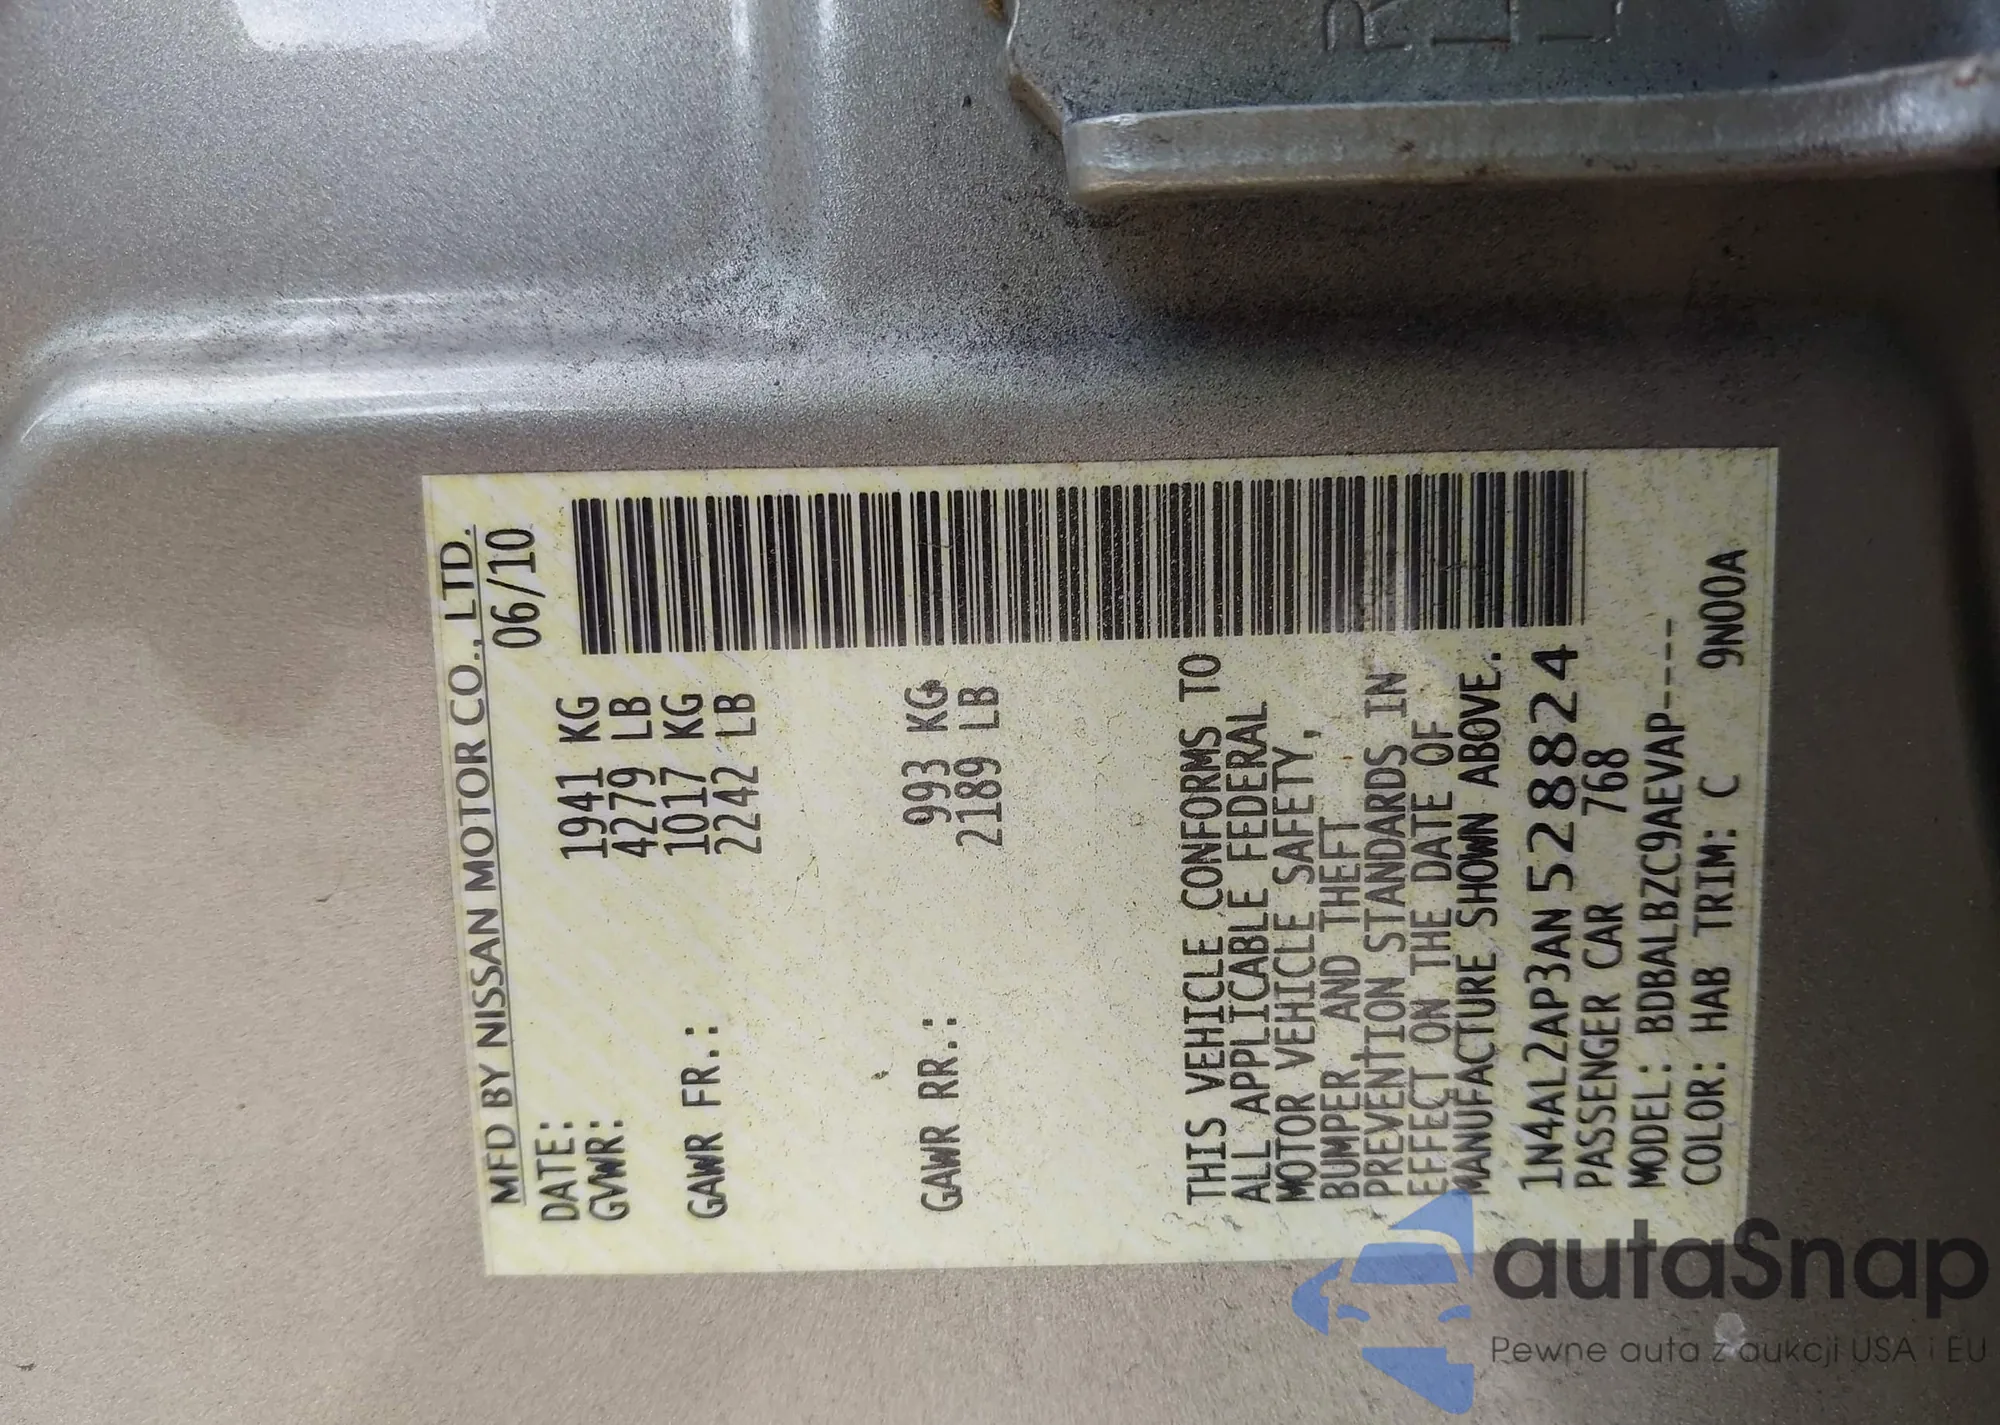 MFD BY NISSAN MOTOR CO., LTD.
DATE: 06/10
GVWR: 1941 KG
4279 LB
GAWR FR.: 1017 KG
2242 LB
GAWR RR.: 993 KG
2189 LB
THIS VEHICLE CONFORMS TO
ALL APPLICABLE FEDERAL
MOTOR VEHICLE SAFETY,
BUMPER AND THEFT
PREVENTION STANDARDS IN
EFFECT ON THE DATE OF
MANUFACTURE SHOWN ABOVE.
1N4AL2AP3AN528824
PASSENGER CAR 768
MODEL: BDBALBZC9AEVAP----
COLOR: HAB TRIM: C 9N00A
autaSnap
Pewne auta z aukcji USA i EU